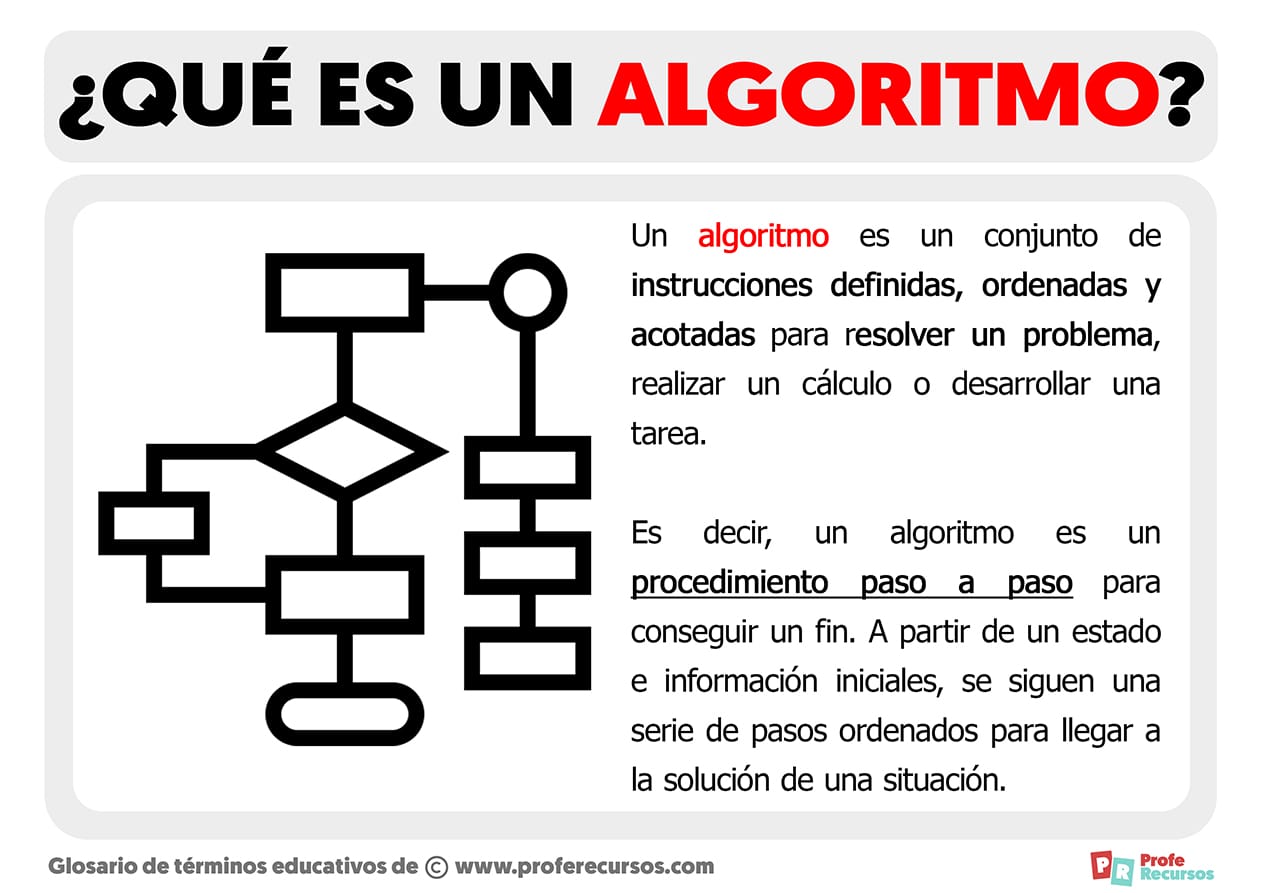 ¿QUÉ ES UN ALGORITMO?
Un algoritmo es un conjunto de
instrucciones definidas, ordenadas y
acotadas para resolver un problema,
realizar un cálculo o desarrollar una
tarea.
Es decir, un algoritmo es un
procedimiento paso a paso para
conseguir un fin. A partir de un estado
e información iniciales, se siguen una
serie de pasos ordenados para llegar a
la solución de una situación.
Glosario de términos educativos de © www.proferecursos.com
PR Profe
Recursos